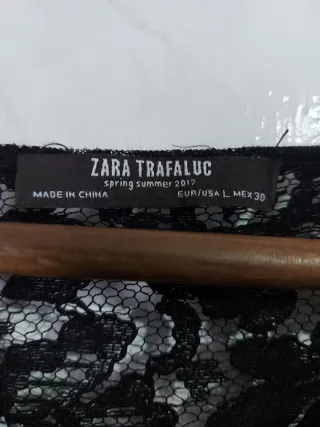 ZARA TRAFALUC
spring summer 2017
MADE IN CHINA EUR/USA L MEX 30